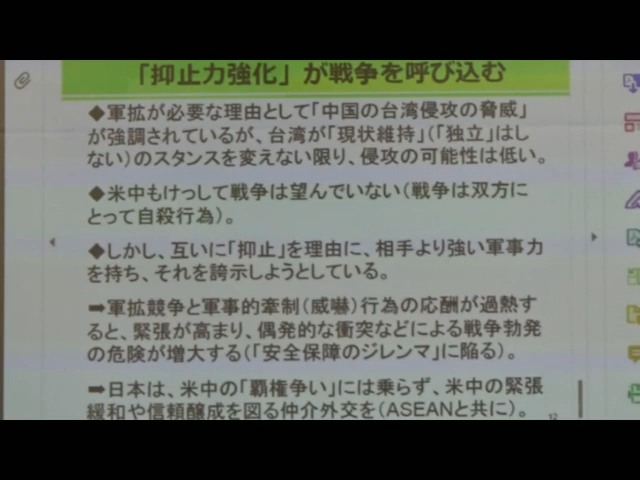 「抑止力強化」が戦争を呼び込む
◆軍拡が必要な理由として「中国の台湾侵攻の脅威」
が強調されているが、台湾が「現状維持」(「独立」はし
ない)のスタンスを変えない限り、侵攻の可能性は低い。
◆米中もけっして戦争は望んでいない(戦争は双方に
とって自殺行為)。
◆しかし、互いに「抑止」を理由に、相手より強い軍事力
を持ち、それを誇示しようとしている。
➡軍拡競争と軍事的牽制(威嚇)行為の応酬が過熱す
ると、緊張が高まり、偶発的な衝突などによる戦争勃発
の危険が増大する(「安全保障のジレンマ」に陥る)。
➡日本は、米中の「覇権争い」には乗らず、米中の緊張
緩和や信頼醸成を図る仲介外交を(ASEANと共に)。
12